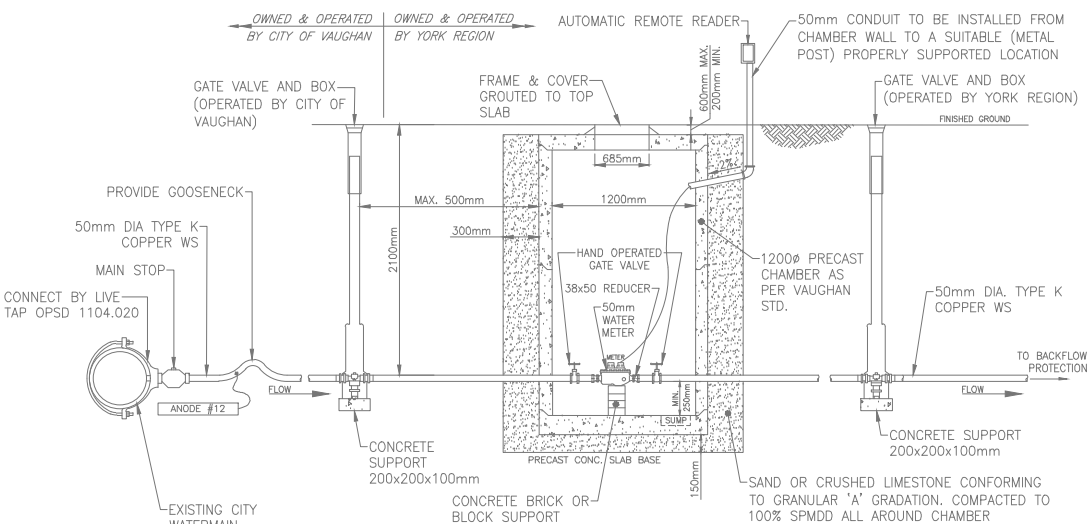 OWNED & OPERATED
BY CITY OF VAUGHAN
OWNED & OPERATED
BY YORK REGION
AUTOMATIC REMOTE READER
50mm CONDUIT TO BE INSTALLED FROM
CHAMBER WALL TO A SUITABLE (METAL
POST) PROPERLY SUPPORTED LOCATION
GATE VALVE AND BOX
(OPERATED BY CITY OF
VAUGHAN)
FRAME & COVER
GROUTED TO TOP
SLAB
600mm MAX.
200mm MIN.
GATE VALVE AND BOX
(OPERATED BY YORK REGION)
FINISHED GROUND
685mm
2%
PROVIDE GOOSENECK
MAX. 500mm
1200mm
50mm DIA TYPE K
COPPER WS
300mm
2100mm
MAIN STOP
HAND OPERATED
GATE VALVE
1200ø PRECAST
CHAMBER AS
PER VAUGHAN
STD.
CONNECT BY LIVE
TAP OPSD 1104.020
38x50 REDUCER
50mm
WATER
METER
METER
50mm DIA. TYPE K
COPPER WS
TO BACKFLOW
PROTECTION
FLOW
FLOW
ANODE #12
MIN.
250mm
SUMP
CONCRETE
SUPPORT
200x200x100mm
PRECAST CONC. SLAB BASE
150mm
CONCRETE SUPPORT
200x200x100mm
EXISTING CITY
WATERMAIN
CONCRETE BRICK OR
BLOCK SUPPORT
SAND OR CRUSHED LIMESTONE CONFORMING
TO GRANULAR 'A' GRADATION. COMPACTED TO
100% SPMDD ALL AROUND CHAMBER